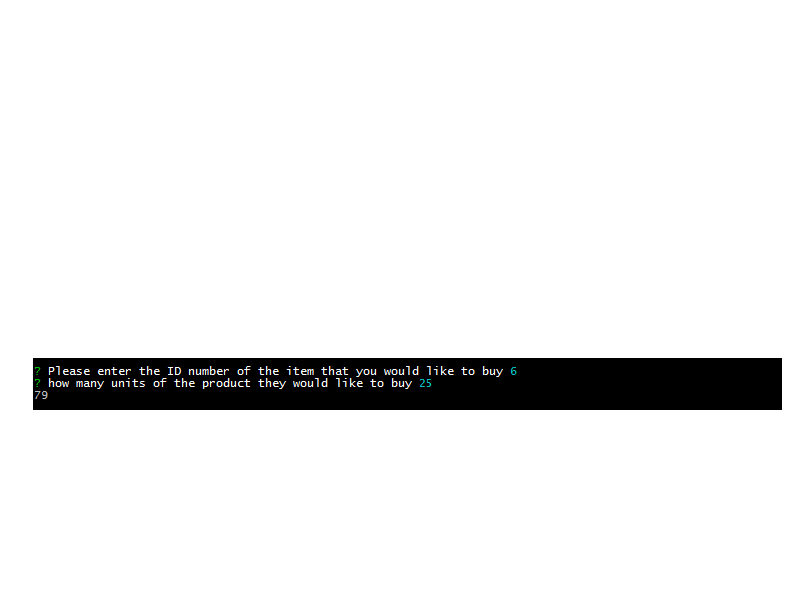 ? Please enter the ID number of the item that you would like to buy 6
? how many units of the product they would like to buy 25
79